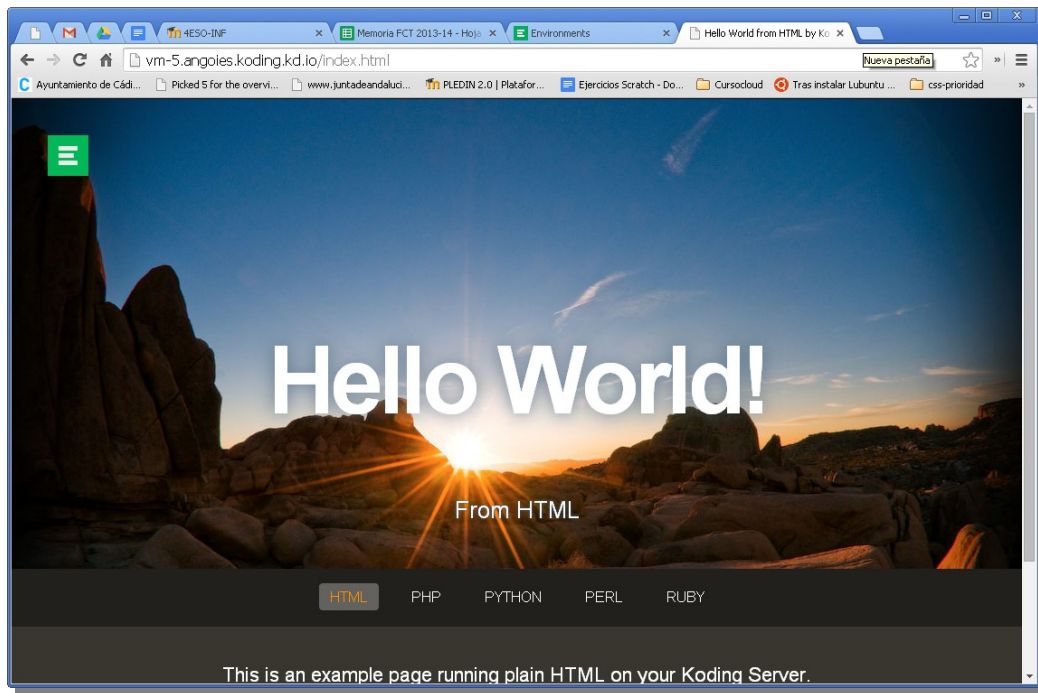 4ESO-INF
Memoria FCT 2013-14 - Hoja
Environments
Hello World from HTML by Ko
vm-5.angoies.koding.kd.io/index.html
Nueva pestaña
Ayuntamiento de Cádi...
Picked 5 for the overvi...
www.juntadeandaluci...
PLEDIN 2.0 | Platafor...
Ejercicios Scratch - Do...
Cursocloud
Tras instalar Lubuntu ...
css-prioridad
Hello World!
From HTML
HTML PHP PYTHON PERL RUBY
This is an example page running plain HTML on your Koding Server.